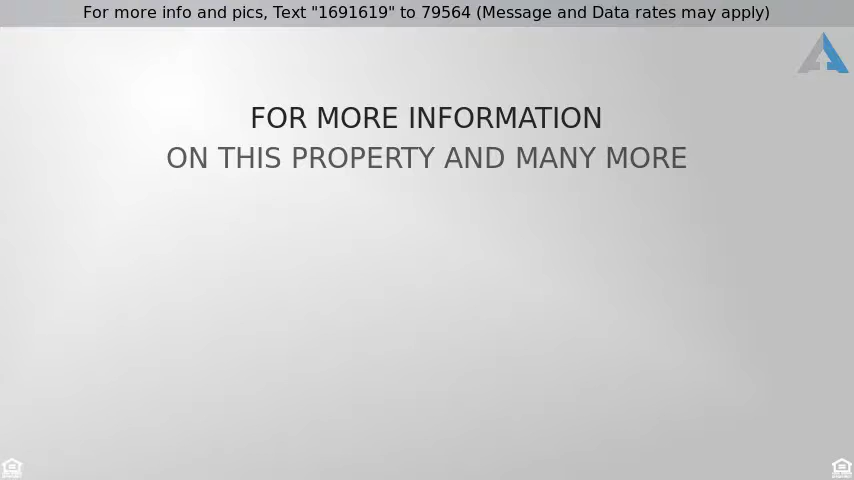 For more info and pics, Text "1691619" to 79564 (Message and Data rates may apply)
FOR MORE INFORMATION
ON THIS PROPERTY AND MANY MORE